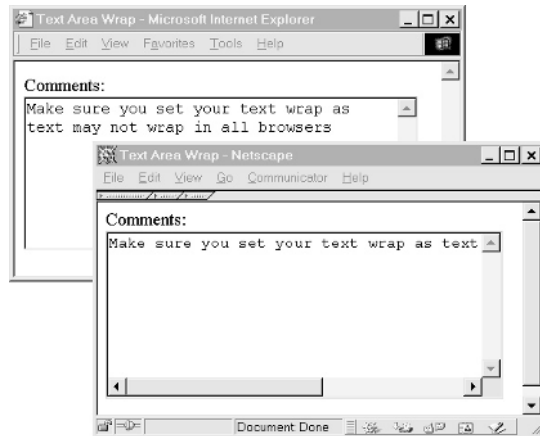 Text Area Wrap - Microsoft Internet Explorer
File Edit View Favorites Tools Help
Comments:
Make sure you set your text wrap as
text may not wrap in all browsers
Text Area Wrap - Netscape
File Edit View Go Communicator Help
Comments:
Make sure you set your text wrap as text
Document Done